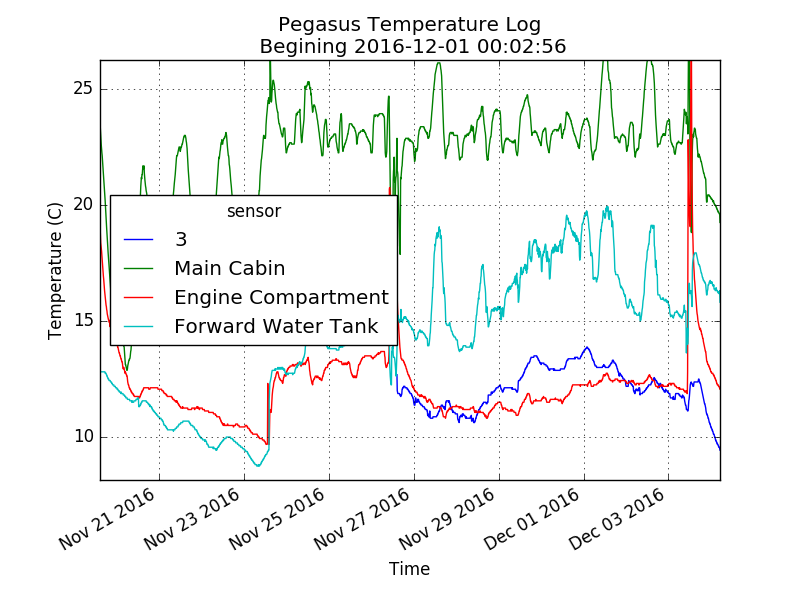 Pegasus Temperature Log
Begining 2016-12-01 00:02:56
Temperature (C)
25
20
15
10
sensor
3
Main Cabin
Engine Compartment
Forward Water Tank
Nov 21 2016
Nov 23 2016
Nov 25 2016
Nov 27 2016
Nov 29 2016
Dec 01 2016
Dec 03 2016
Time